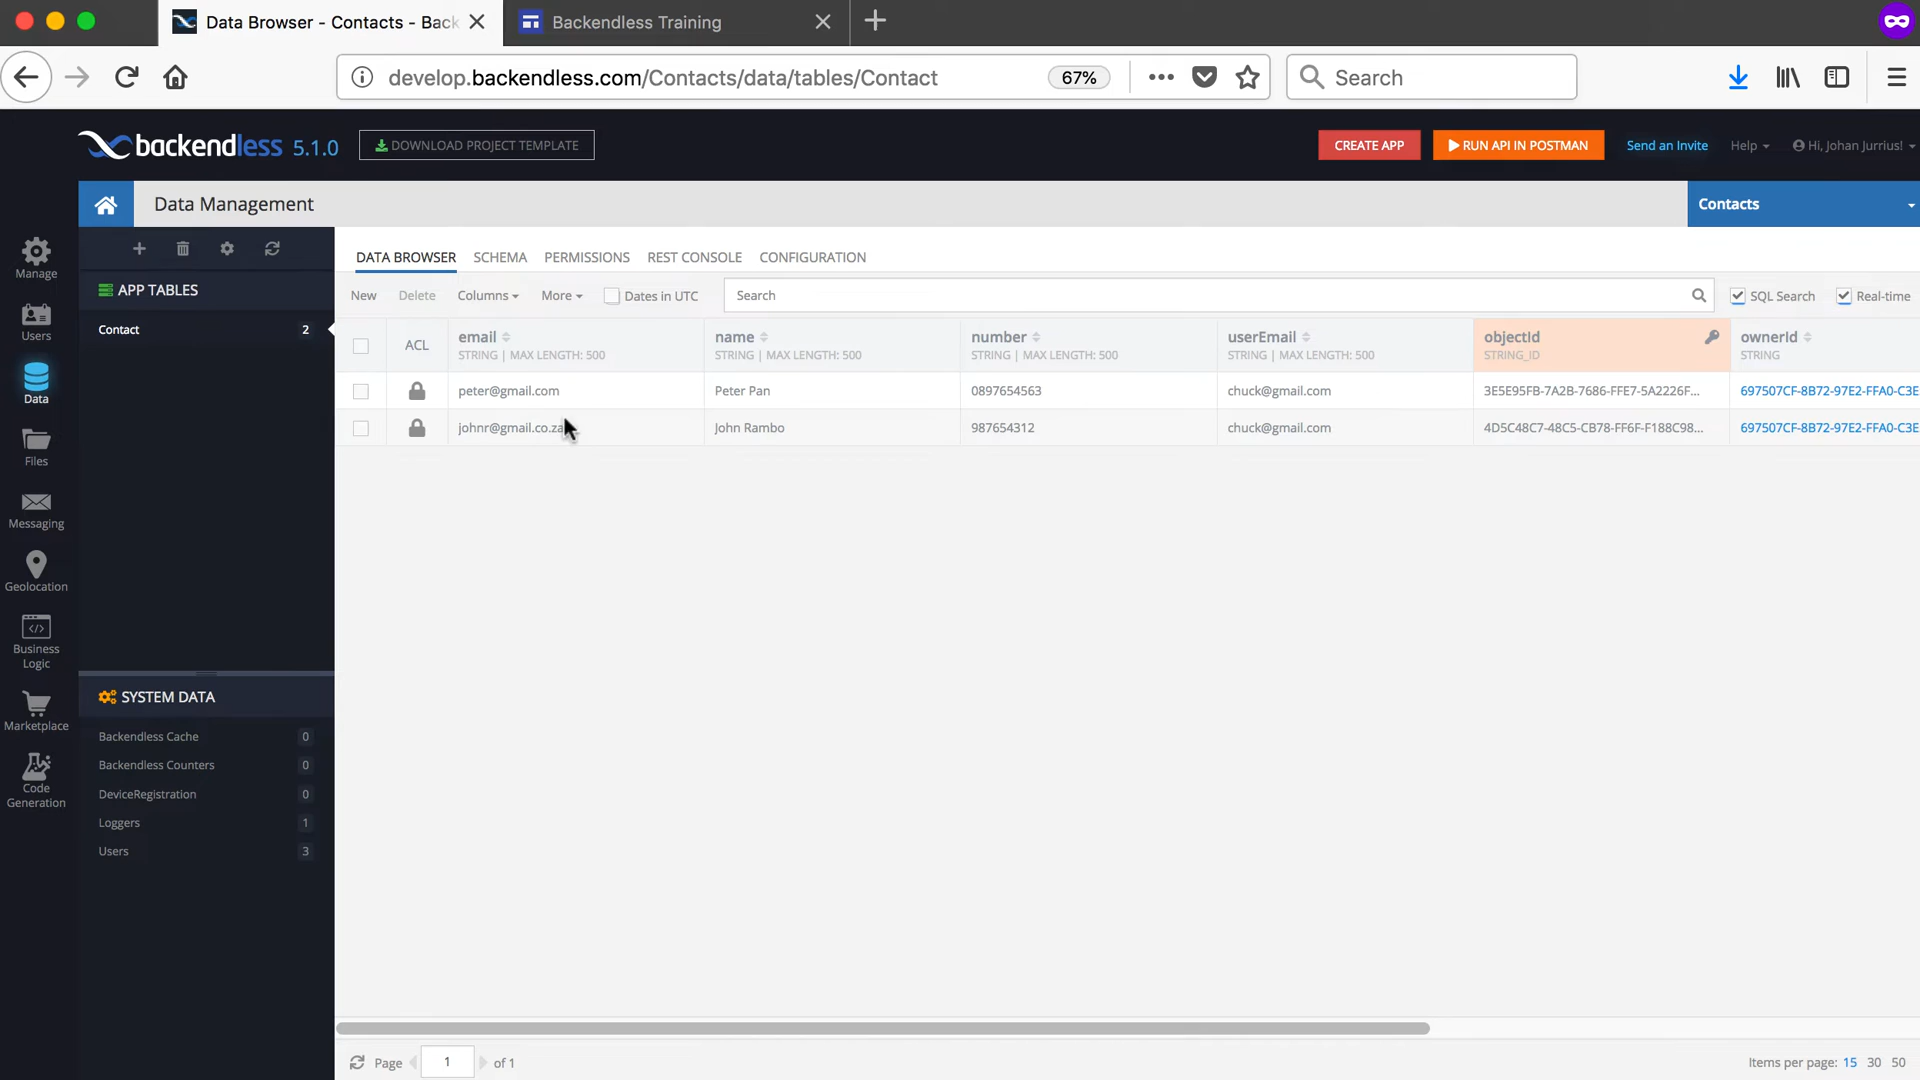 Data Browser - Contacts - Back
Backendless Training
develop.backendless.com/Contacts/data/tables/Contact
67%
Search
backendless 5.1.0
DOWNLOAD PROJECT TEMPLATE
CREATE APP
RUN API IN POSTMAN
Send an Invite
Help
Hi, Johan Jurrius!
Data Management
Contacts
Manage
Users
Data
Files
Messaging
Geolocation
Business
Logic
Marketplace
Code
Generation
APP TABLES
Contact 2
SYSTEM DATA
Backendless Cache 0
Backendless Counters 0
DeviceRegistration 0
Loggers 1
Users 3
DATA BROWSER SCHEMA PERMISSIONS REST CONSOLE CONFIGURATION
New Delete Columns More Dates in UTC Search SQL Search Real-time
ACL email name number userEmail objectId ownerId
STRING | MAX LENGTH: 500 STRING | MAX LENGTH: 500 STRING | MAX LENGTH: 500 STRING | MAX LENGTH: 500 STRING_ID STRING
peter@gmail.com Peter Pan 0897654563 chuck@gmail.com 3E5E95FB-7A2B-7686-FFE7-5A2226F... 697507CF-8B72-97E2-FFA0-C3E
johnr@gmail.co.za John Rambo 987654312 chuck@gmail.com 4D5C48C7-48C5-CB78-FF6F-F188C98... 697507CF-8B72-97E2-FFA0-C3E
Page 1 of 1
Items per page: 15 30 50